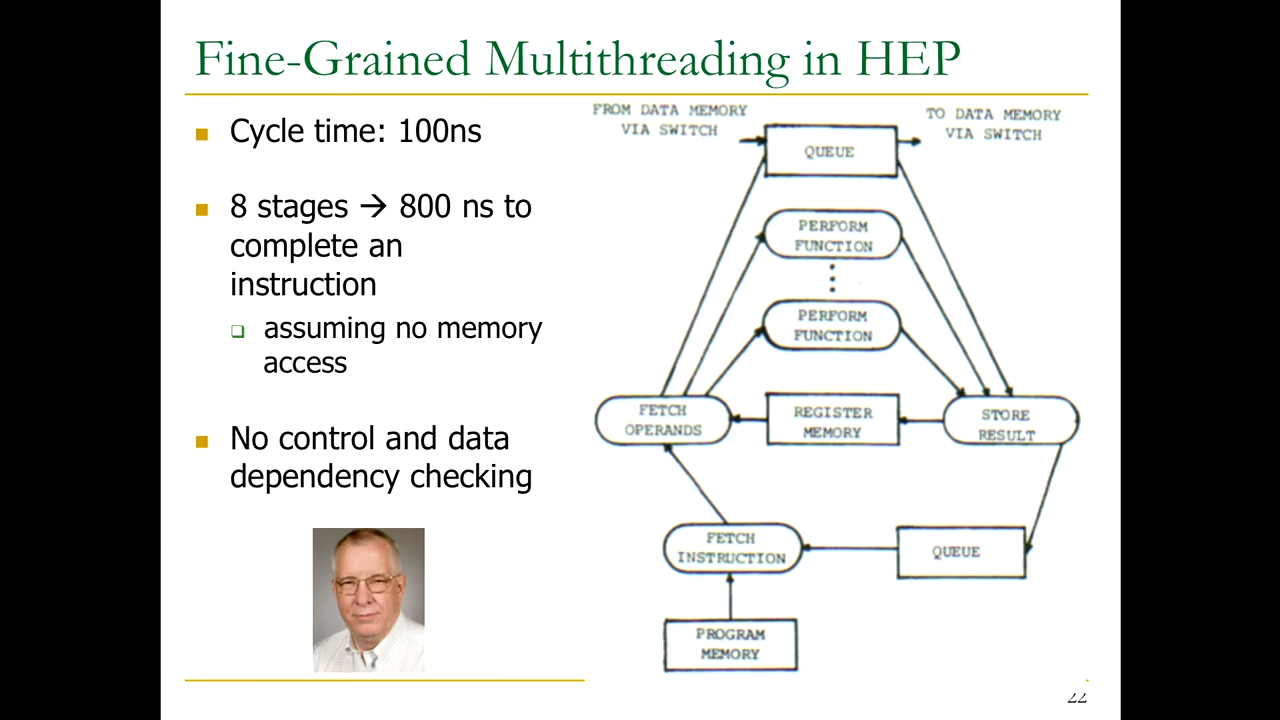 Fine-Grained Multithreading in HEP
Cycle time: 100ns
8 stages → 800 ns to
complete an
instruction
assuming no memory
access
No control and data
dependency checking
FROM DATA MEMORY
VIA SWITCH
TO DATA MEMORY
VIA SWITCH
QUEUE
PERFORM
FUNCTION
PERFORM
FUNCTION
FETCH
OPERANDS
REGISTER
MEMORY
STORE
RESULT
FETCH
INSTRUCTION
QUEUE
PROGRAM
MEMORY
22